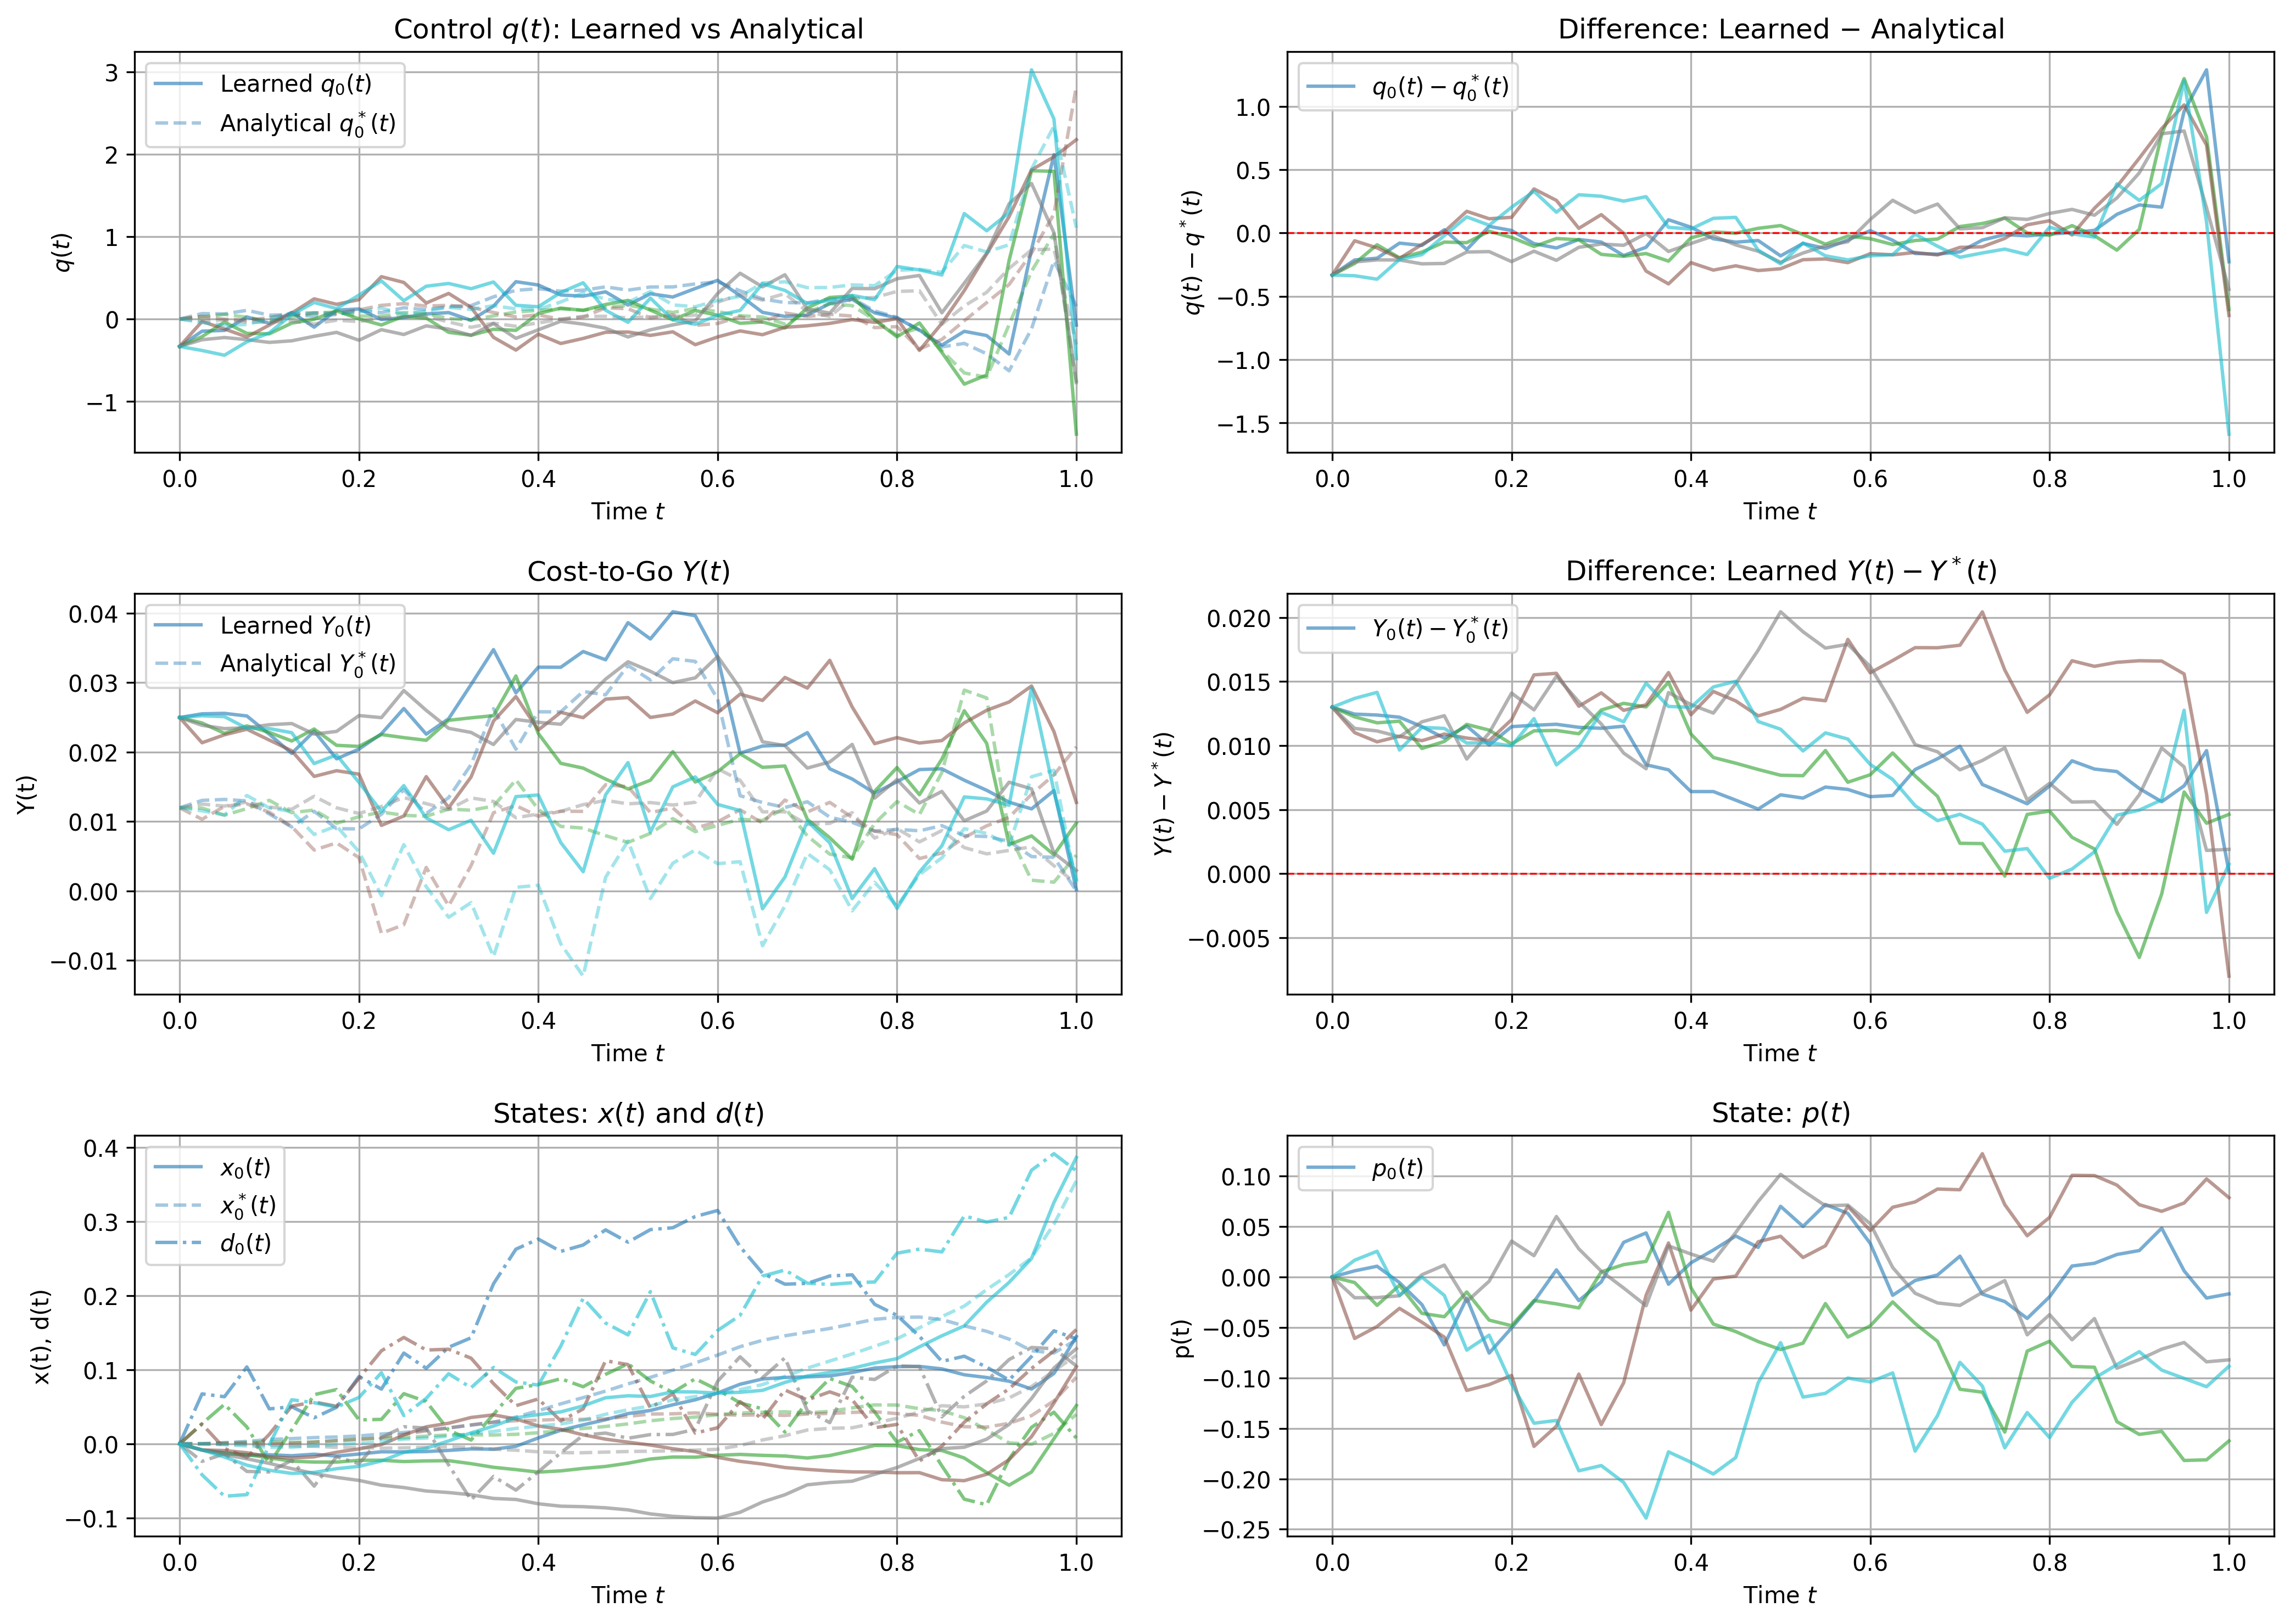 Control q(t): Learned vs Analytical
Learned q₀(t)
Analytical q₀*(t)
3
2
1
0
−1
q(t)
0.0 0.2 0.4 0.6 0.8 1.0
Time t
Difference: Learned − Analytical
q₀(t) − q₀*(t)
1.0
0.5
0.0
−0.5
−1.0
−1.5
q(t) − q*(t)
0.0 0.2 0.4 0.6 0.8 1.0
Time t
Cost-to-Go Y(t)
Learned Y₀(t)
Analytical Y₀*(t)
0.04
0.03
0.02
0.01
0.00
−0.01
Y(t)
0.0 0.2 0.4 0.6 0.8 1.0
Time t
Difference: Learned Y(t) − Y*(t)
Y₀(t) − Y₀*(t)
0.020
0.015
0.010
0.005
0.000
−0.005
Y(t) − Y*(t)
0.0 0.2 0.4 0.6 0.8 1.0
Time t
States: x(t) and d(t)
x₀(t)
x₀*(t)
d₀(t)
0.4
0.3
0.2
0.1
0.0
−0.1
x(t), d(t)
0.0 0.2 0.4 0.6 0.8 1.0
Time t
State: p(t)
p₀(t)
0.10
0.05
0.00
−0.05
−0.10
−0.15
−0.20
−0.25
p(t)
0.0 0.2 0.4 0.6 0.8 1.0
Time t